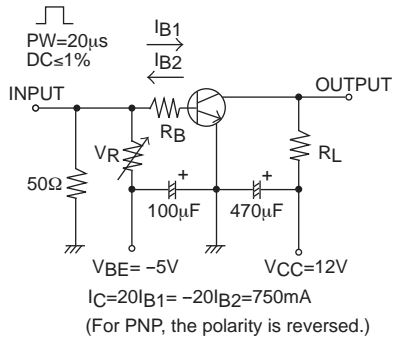 PW=20μs
DC≤1%
IB1
IB2
INPUT
OUTPUT
RB
VR
RL
50Ω
+
+
100μF
470μF
VBE= −5V
VCC=12V
IC=20IB1= −20IB2=750mA
(For PNP, the polarity is reversed.)